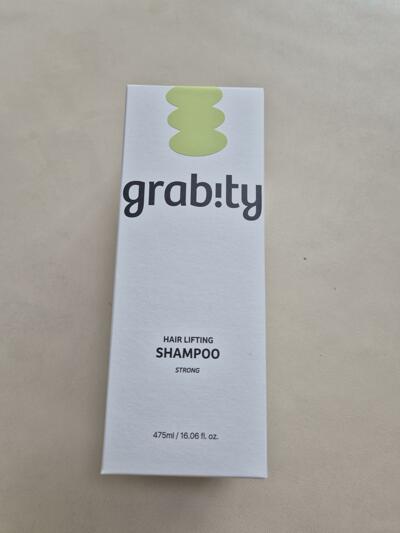 grab!ty
HAIR LIFTING
SHAMPOO
STRONG
475ml / 16.06 fl. oz.